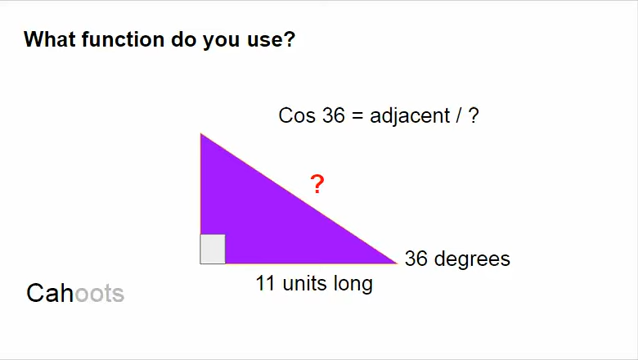 What function do you use?
Cos 36 = adjacent / ?
?
36 degrees
11 units long
Cahoots